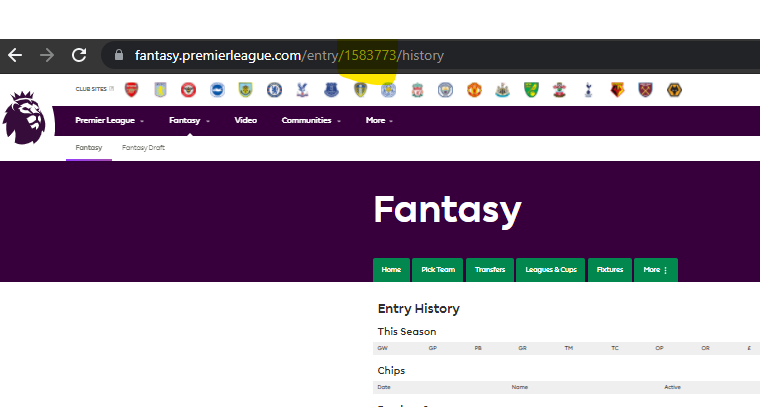 fantasy.premierleague.com/entry/1583773/history
CLUB SITES
Premier League Fantasy Video Communities More
Fantasy Fantasy Draft
Fantasy
Home Pick Team Transfers Leagues & Cups Fixtures More
Entry History
This Season
GW GP PB GR TM TC OP OR £
Chips
Date Name Active